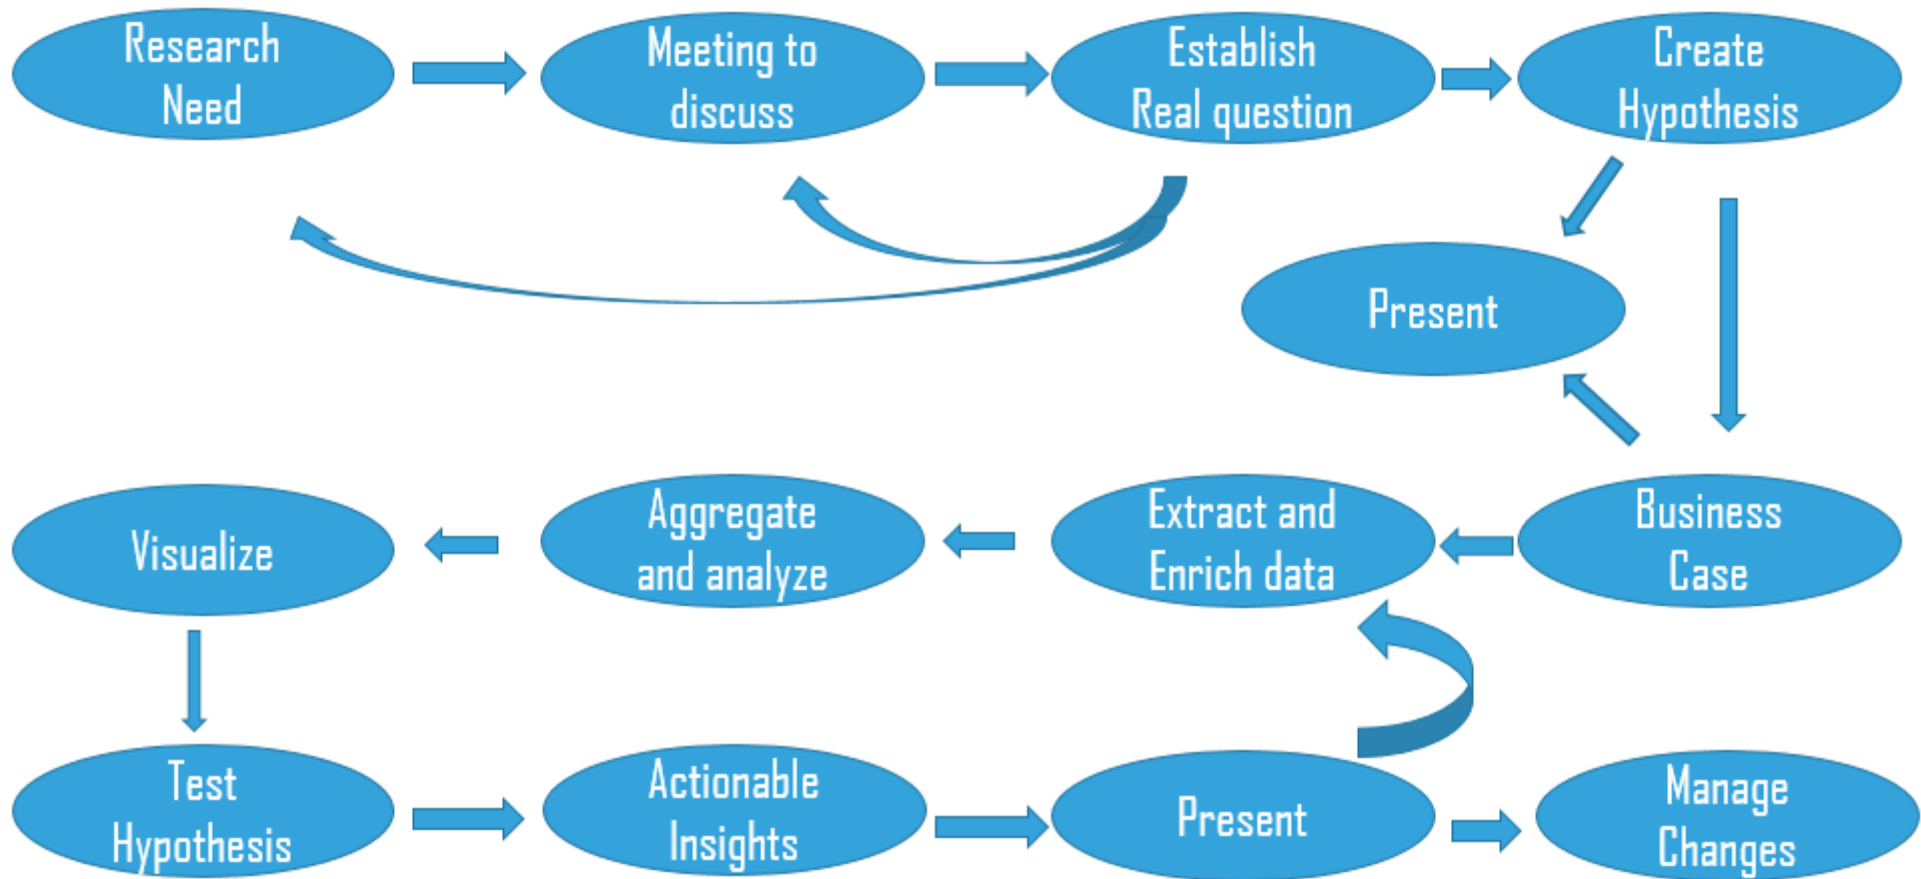 Research
Need
Meeting to
discuss
Establish
Real question
Create
Hypothesis
Present
Visualize
Aggregate
and analyze
Extract and
Enrich data
Business
Case
Test
Hypothesis
Actionable
Insights
Present
Manage
Changes